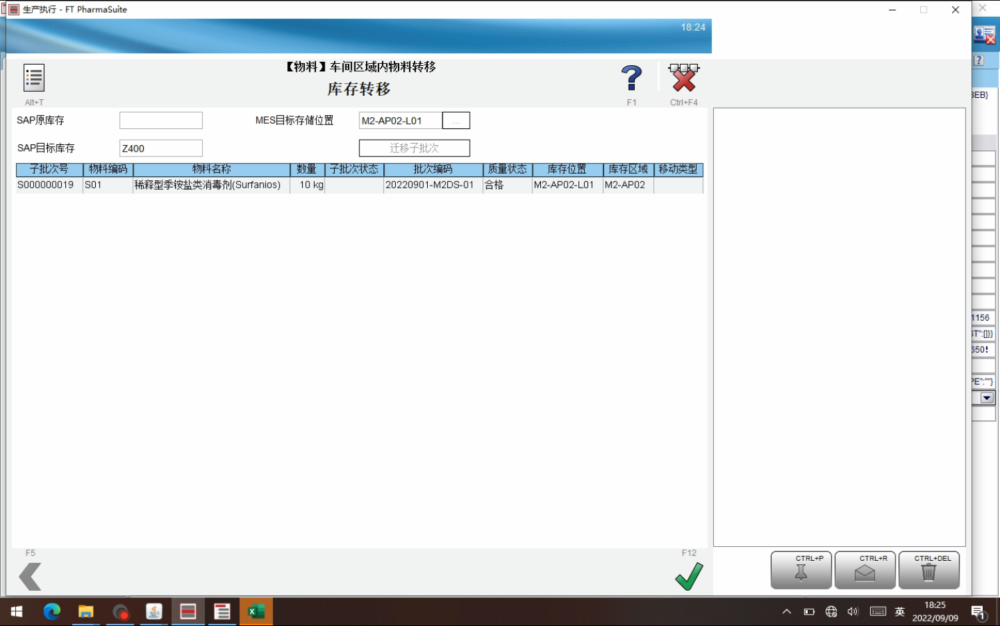 生产执行 - FT PharmaSuite
18:24
【物料】车间区域内物料转移
库存转移
Alt+T
F1
Ctrl+F4
3EB}
SAP原库存
MES目标存储位置
M2-AP02-L01
...
SAP目标库存
Z400
迁移子批次
子批次号 物料编码 物料名称 数量 子批次状态 批次编码 质量状态 库存位置 库存区域 移动类型
S000000019 S01 稀释型季铵盐类消毒剂(Surfanios) 10 kg 20220901-M2DS-01 合格 M2-AP02-L01 M2-AP02
1156
ST":[]}}
650!
PE":""}
F5
F12
CTRL+P
CTRL+R
CTRL+DEL
英
18:25
2022/09/09
1